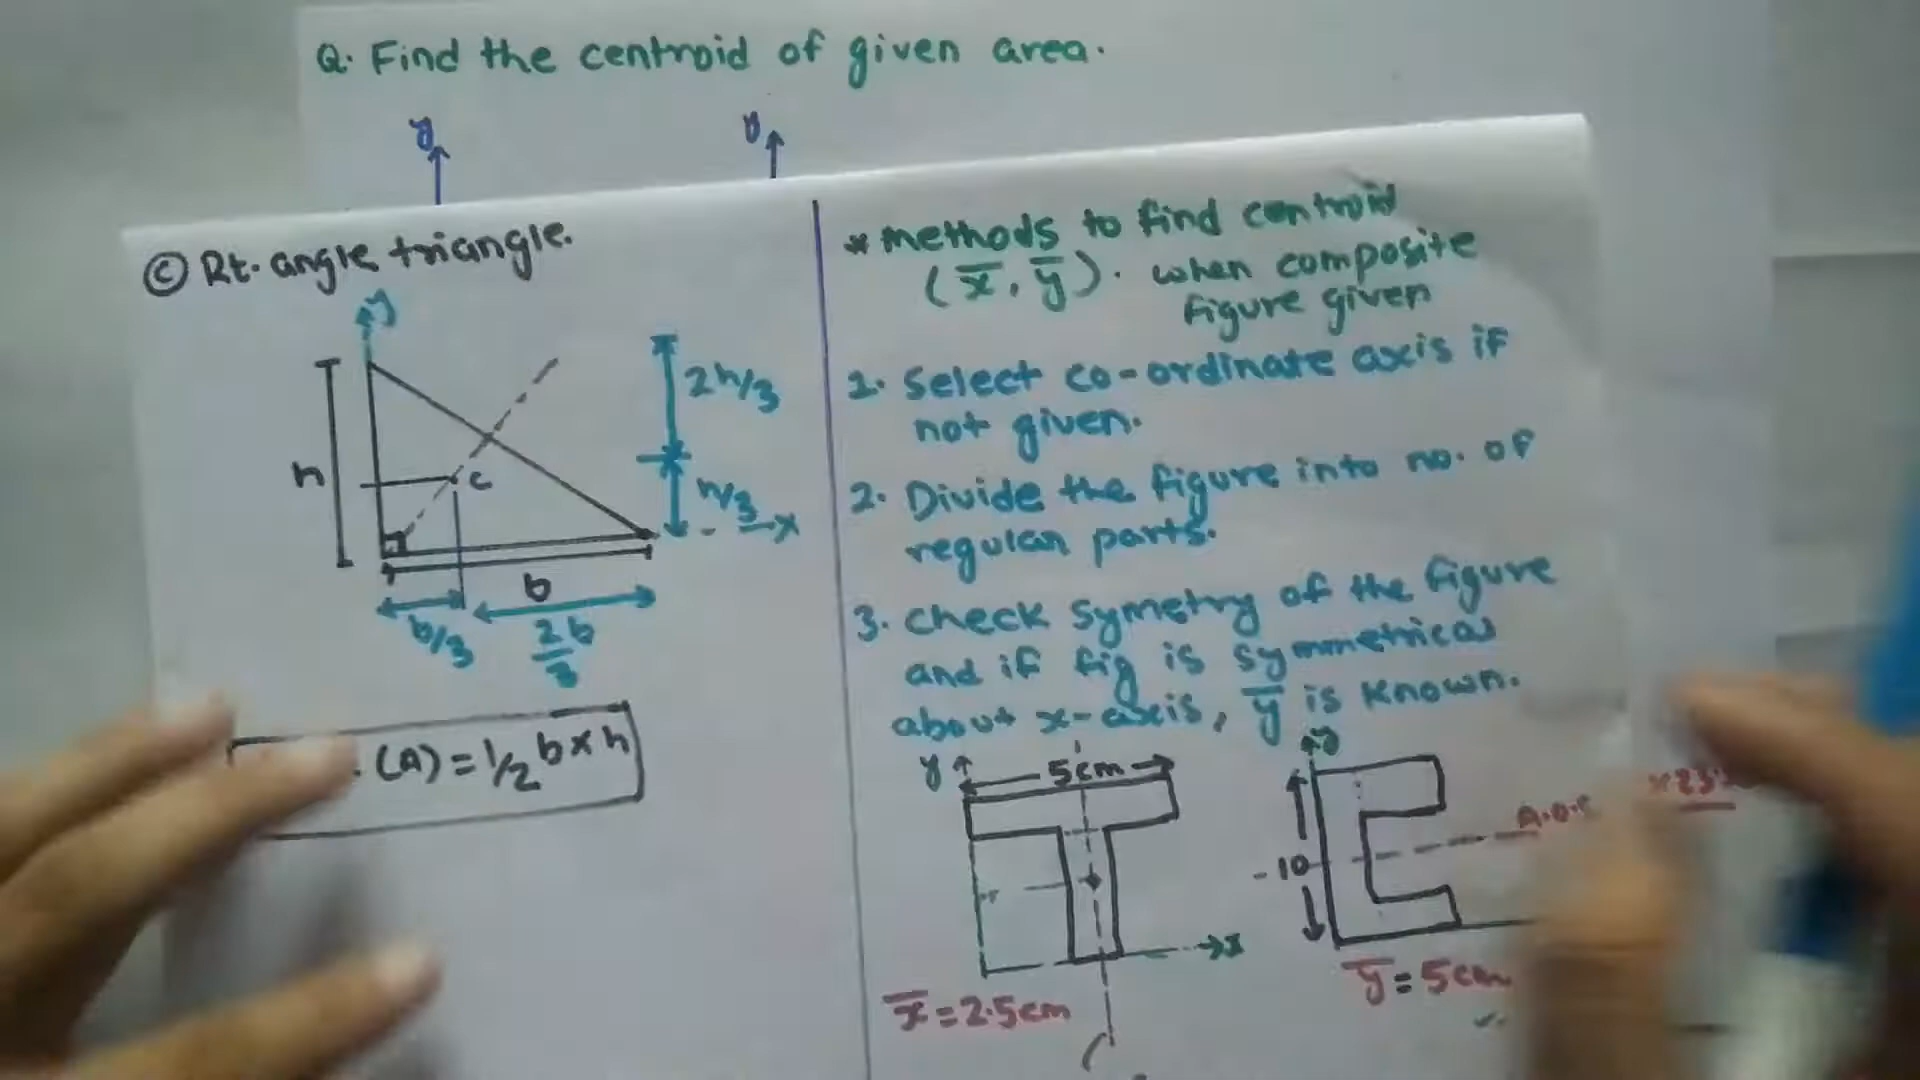 Q. Find the centroid of given area.
y
y
© Rt. angle triangle.
y
h
c
2h/3
h/3
x
b
b/3
2b
3
(A) = 1/2 b x h
* methods to find centroid
(x̅, y̅). when composite
figure given
1. Select co-ordinate axis if
not given.
2. Divide the figure into no. of
regular parts.
3. check symetry of the figure
and if fig is symmetrical
about x-axis, y̅ is known.
y
5cm
x
x̅ = 2.5cm
y
10
y̅ = 5cm